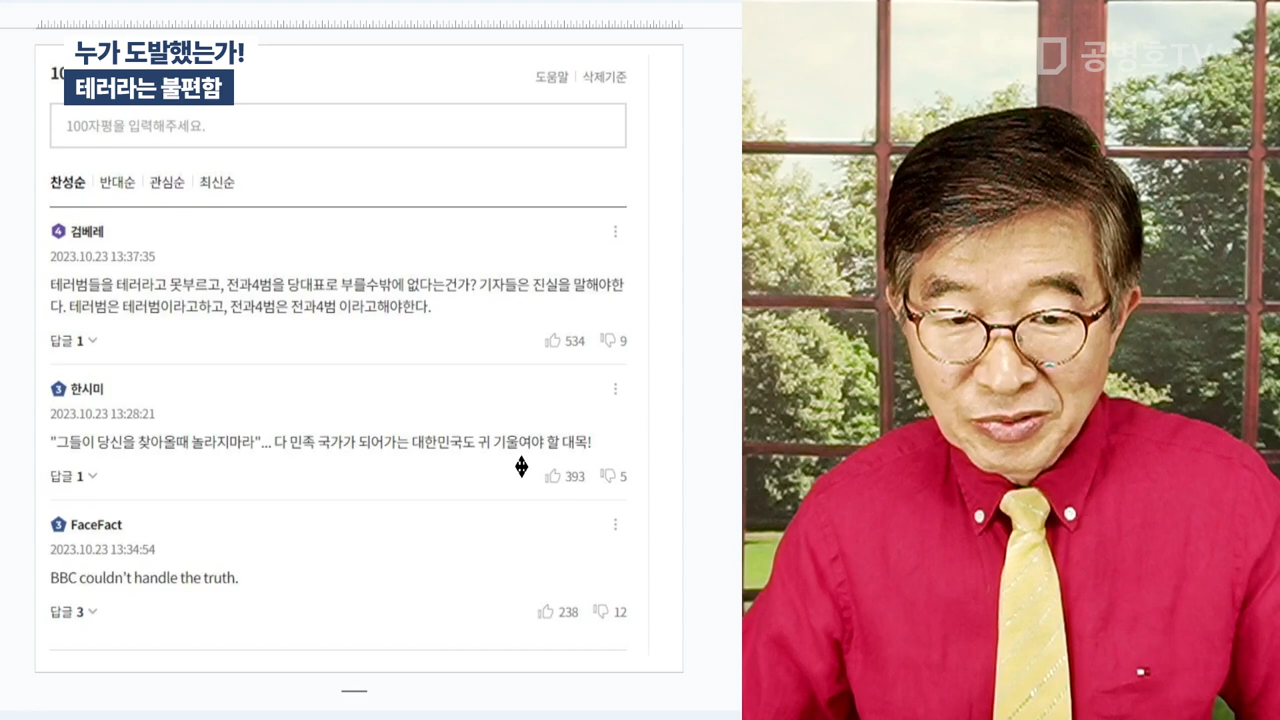 누가 도발했는가!
테러라는 불편함
10
도움말 삭제기준
100자평을 입력해주세요.
찬성순 반대순 관심순 최신순
4 검베레
2023.10.23 13:37:35
테러범들을 테러라고 못부르고, 전과4범을 당대표로 부를수밖에 없다는건가? 기자들은 진실을 말해야한
다. 테러범은 테러범이라고하고, 전과4범은 전과4범 이라고해야한다.
답글 1
534 9
3 한시미
2023.10.23 13:28:21
"그들이 당신을 찾아올때 놀라지마라"... 다 민족 국가가 되어가는 대한민국도 귀 기울여야 할 대목!
답글 1
393 5
3 FaceFact
2023.10.23 13:34:54
BBC couldn't handle the truth.
답글 3
238 12
공병호TV